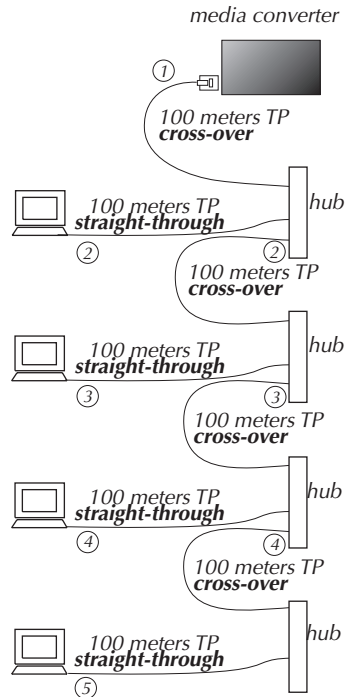 media converter
1
100 meters TP
cross-over
hub
100 meters TP
straight-through
2
2
100 meters TP
cross-over
hub
100 meters TP
straight-through
3
3
100 meters TP
cross-over
hub
100 meters TP
straight-through
4
4
100 meters TP
cross-over
hub
100 meters TP
straight-through
5